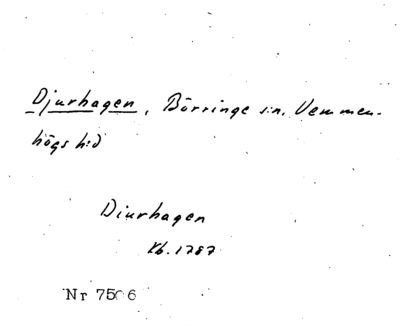 Djurhagen, Börringe s:n, Vemmen-
högs h:d
Diurhagen
Kb. 1787
Nr 7506